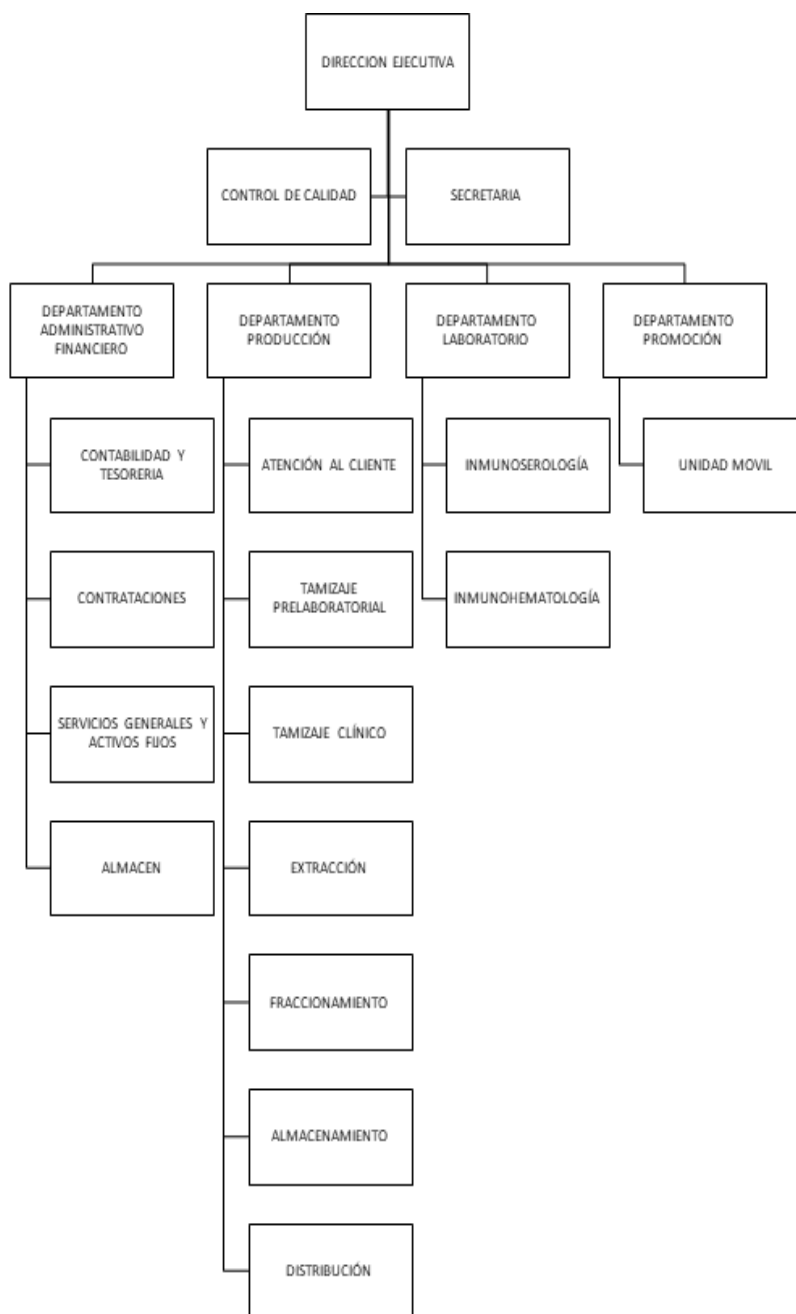 DIRECCION EJECUTIVA
CONTROL DE CALIDAD
SECRETARIA
DEPARTAMENTO
ADMINISTRATIVO
FINANCIERO
DEPARTAMENTO
PRODUCCIÓN
DEPARTAMENTO
LABORATORIO
DEPARTAMENTO
PROMOCIÓN
CONTABILIDAD Y
TESORERIA
ATENCIÓN AL CLIENTE
INMUNOSEROLOGÍA
UNIDAD MOVIL
CONTRATACIONES
TAMIZAJE
PRELABORATORIAL
INMUNOHEMATOLOGÍA
SERVICIOS GENERALES Y
ACTIVOS FIJOS
TAMIZAJE CLÍNICO
ALMACEN
EXTRACCIÓN
FRACCIONAMIENTO
ALMACENAMIENTO
DISTRIBUCIÓN